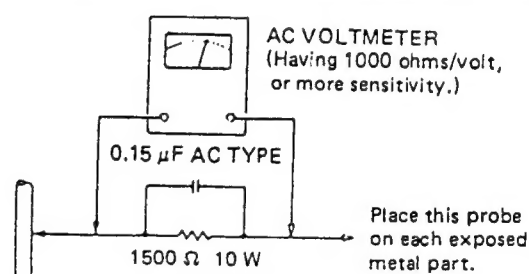 AC VOLTMETER
(Having 1000 ohms/volt,
or more sensitivity.)
0.15 µF AC TYPE
1500 Ω 10 W
Place this probe
on each exposed
metal part.